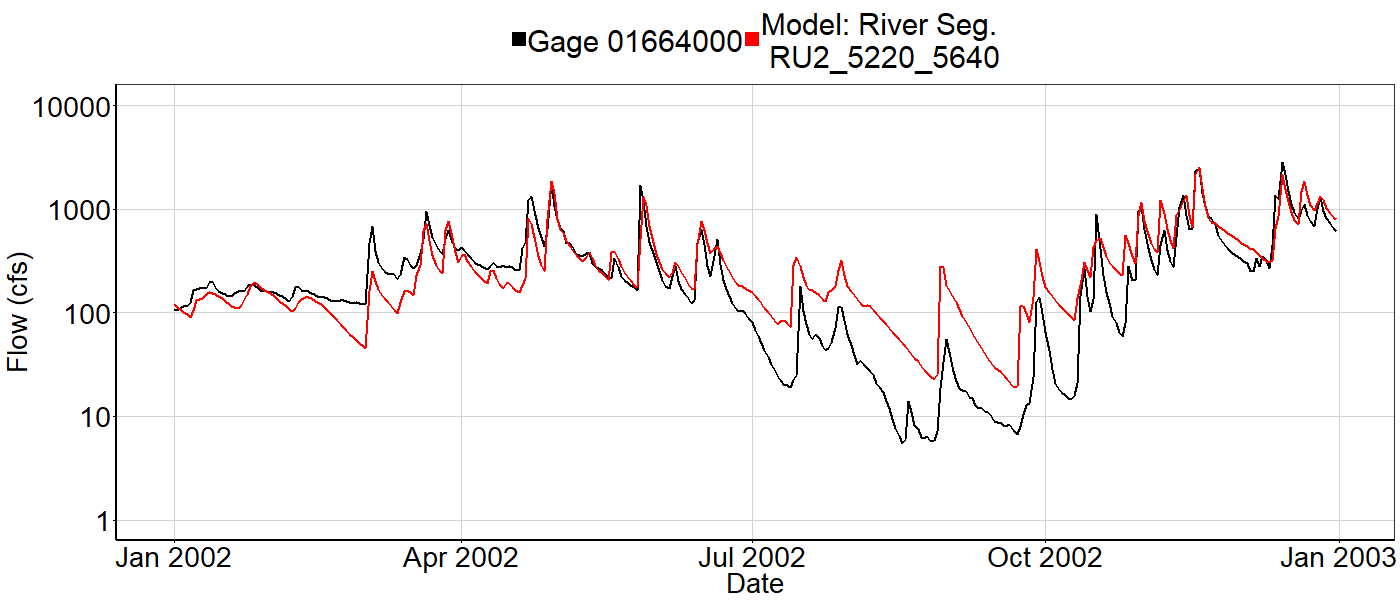 Gage 01664000
Model: River Seg.
RU2_5220_5640
Flow (cfs)
10000
1000
100
10
1
Jan 2002
Apr 2002
Jul 2002
Oct 2002
Jan 2003
Date